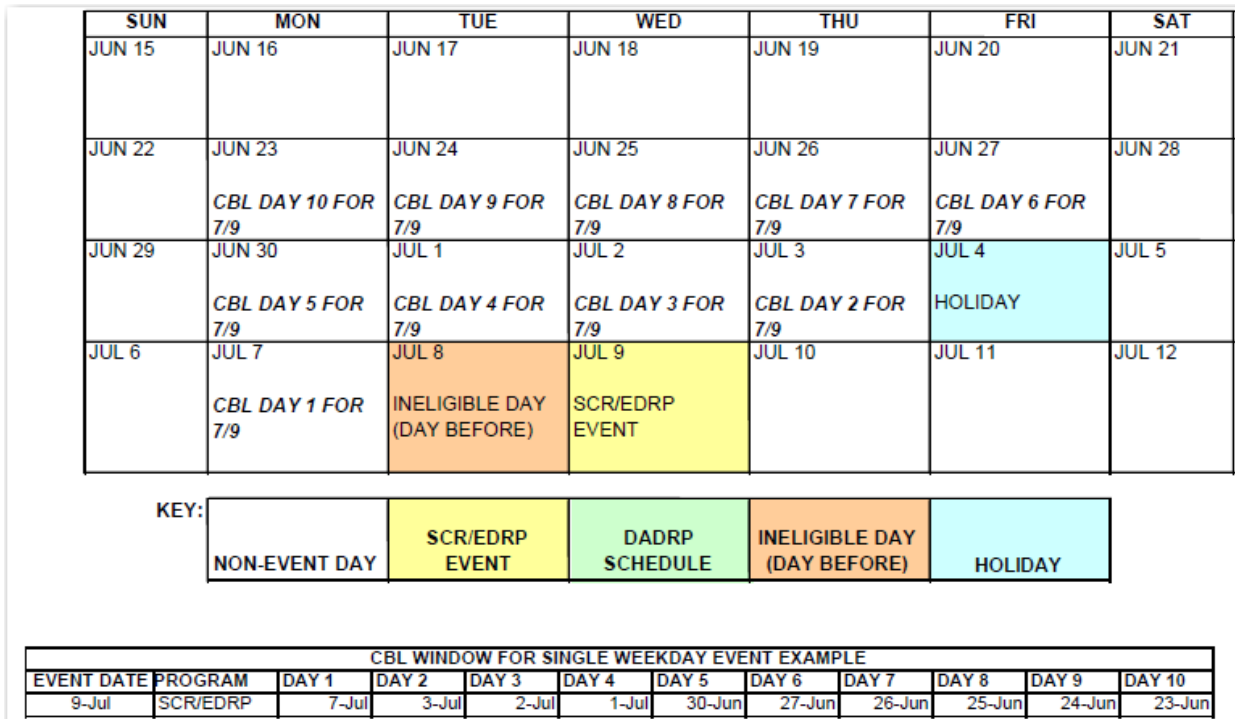 SUN MON TUE WED THU FRI SAT
JUN 15 JUN 16 JUN 17 JUN 18 JUN 19 JUN 20 JUN 21
JUN 22 JUN 23 JUN 24 JUN 25 JUN 26 JUN 27 JUN 28
CBL DAY 10 FOR CBL DAY 9 FOR CBL DAY 8 FOR CBL DAY 7 FOR CBL DAY 6 FOR
7/9 7/9 7/9 7/9 7/9
JUN 29 JUN 30 JUL 1 JUL 2 JUL 3 JUL 4 JUL 5
CBL DAY 5 FOR CBL DAY 4 FOR CBL DAY 3 FOR CBL DAY 2 FOR HOLIDAY
7/9 7/9 7/9 7/9
JUL 6 JUL 7 JUL 8 JUL 9 JUL 10 JUL 11 JUL 12
CBL DAY 1 FOR INELIGIBLE DAY SCR/EDRP
7/9 (DAY BEFORE) EVENT
KEY:
SCR/EDRP DADRP INELIGIBLE DAY
NON-EVENT DAY EVENT SCHEDULE (DAY BEFORE) HOLIDAY
CBL WINDOW FOR SINGLE WEEKDAY EVENT EXAMPLE
EVENT DATE PROGRAM DAY 1 DAY 2 DAY 3 DAY 4 DAY 5 DAY 6 DAY 7 DAY 8 DAY 9 DAY 10
9-Jul SCR/EDRP 7-Jul 3-Jul 2-Jul 1-Jul 30-Jun 27-Jun 26-Jun 25-Jun 24-Jun 23-Jun